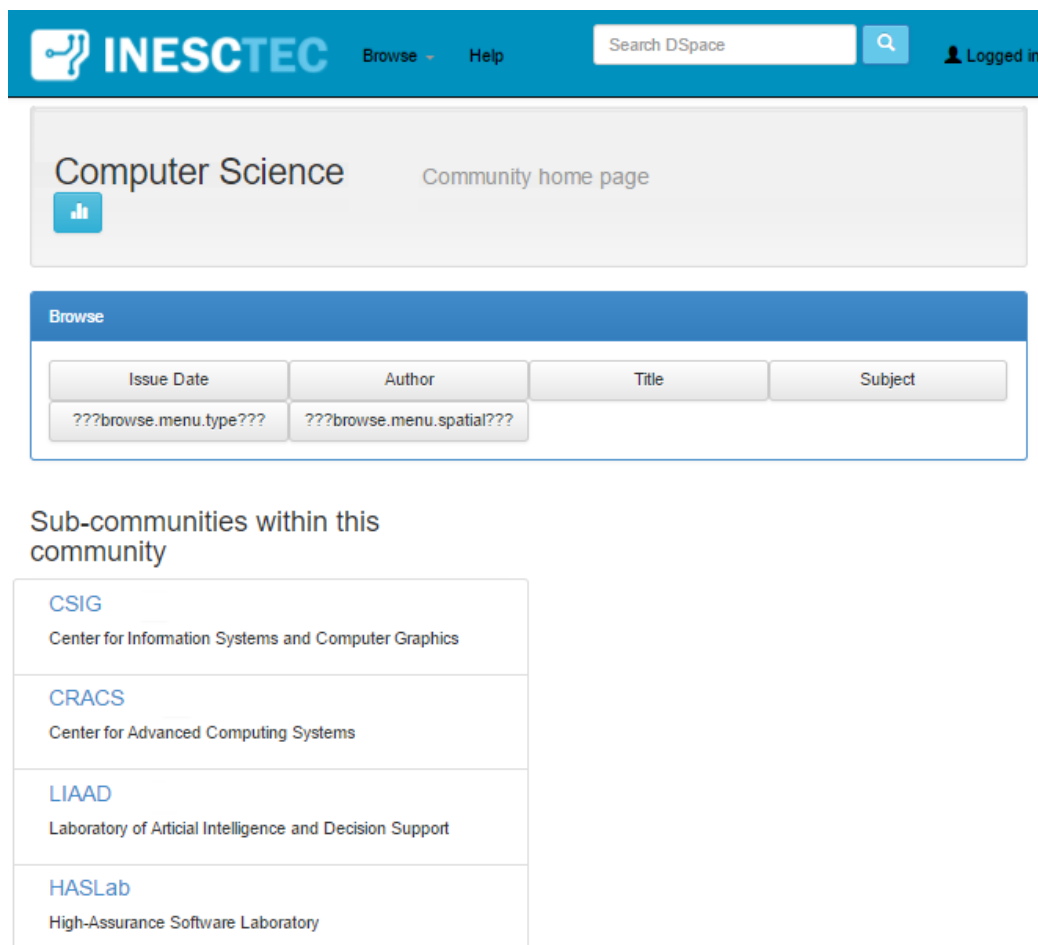 INESCTEC Browse Help Search DSpace Logged in
Computer Science Community home page
Browse
Issue Date Author Title Subject
???browse.menu.type??? ???browse.menu.spatial???
Sub-communities within this
community
CSIG
Center for Information Systems and Computer Graphics
CRACS
Center for Advanced Computing Systems
LIAAD
Laboratory of Articial Intelligence and Decision Support
HASLab
High-Assurance Software Laboratory